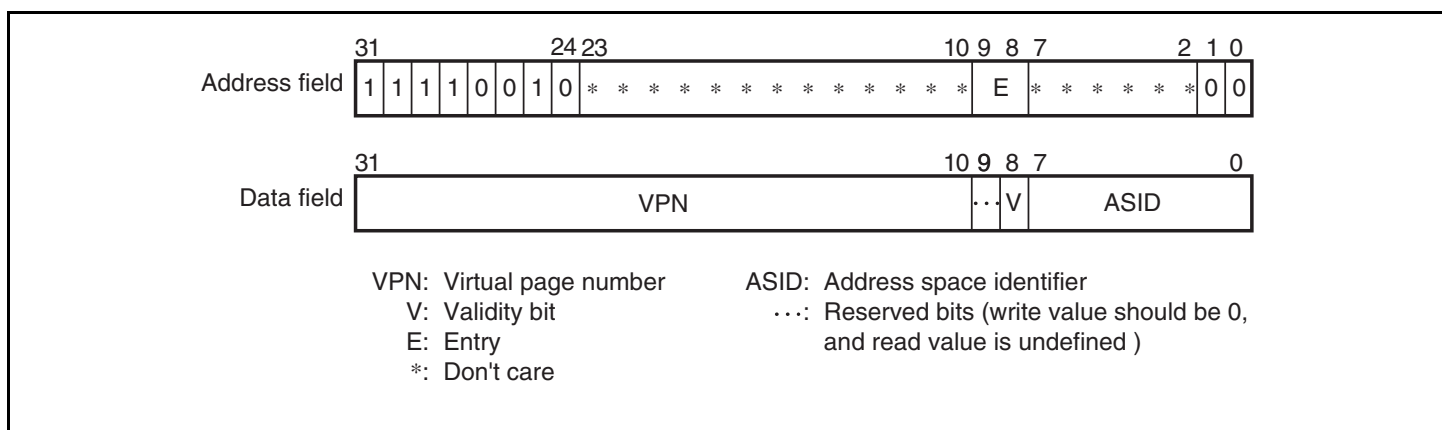 31 24 23 10 9 8 7 2 1 0
Address field 1 1 1 1 0 0 1 0 * * * * * * * * * * * * * E * * * * * * 0 0
31 10 9 8 7 0
Data field VPN ··· V ASID
VPN: Virtual page number ASID: Address space identifier
V: Validity bit ···: Reserved bits (write value should be 0,
E: Entry and read value is undefined )
*: Don't care